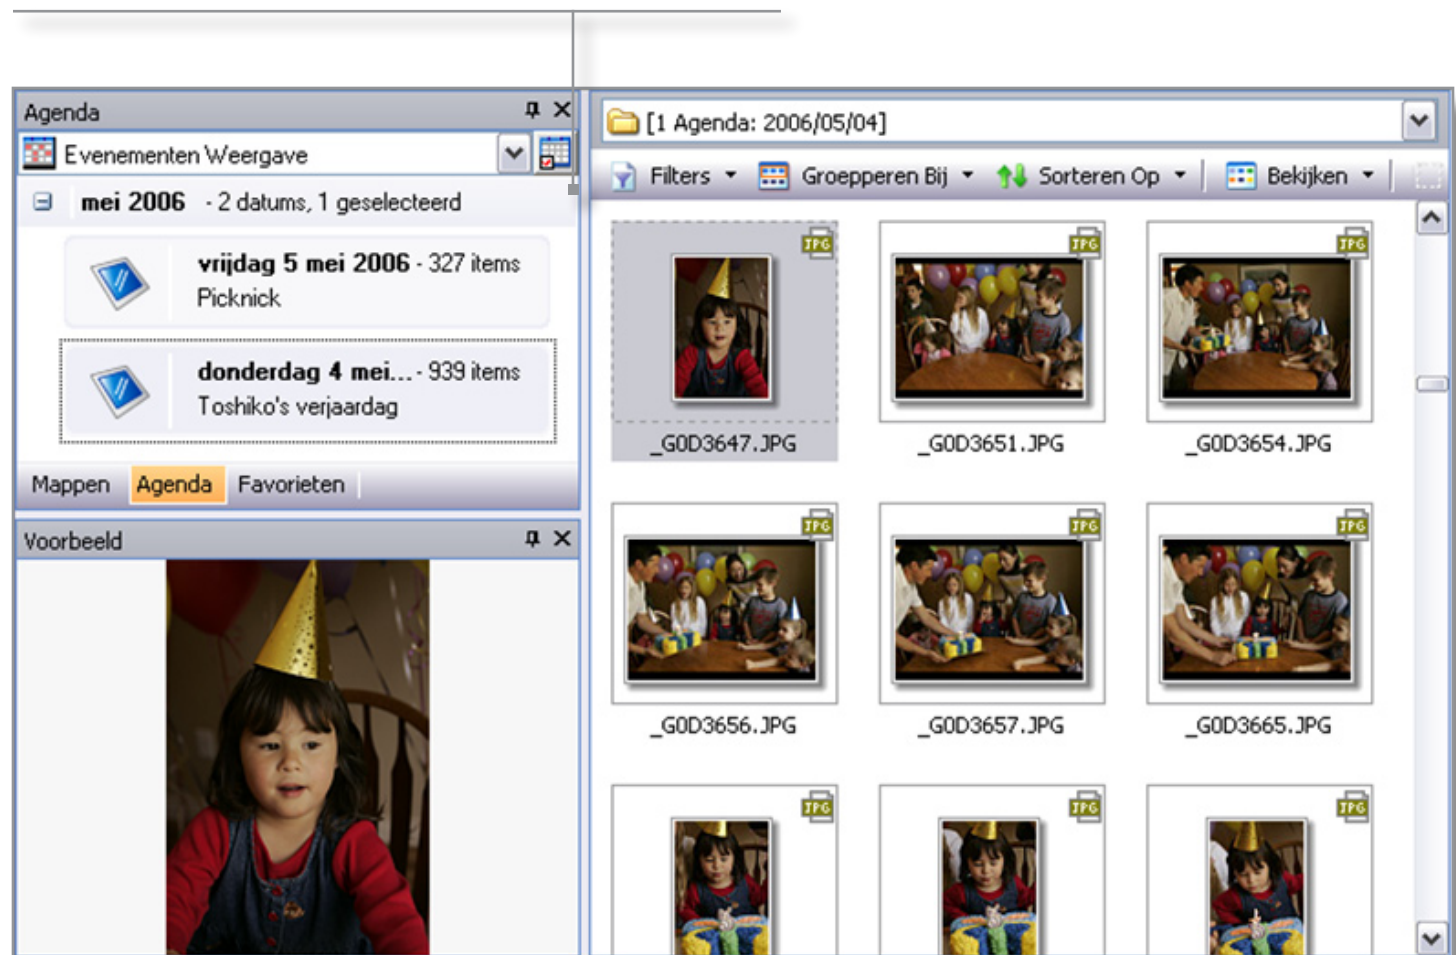 Agenda
Evenementen Weergave
mei 2006 - 2 datums, 1 geselecteerd
vrijdag 5 mei 2006 - 327 items
Picknick
donderdag 4 mei... - 939 items
Toshiko's verjaardag
Mappen Agenda Favorieten
Voorbeeld
[1 Agenda: 2006/05/04]
Filters Groepperen Bij Sorteren Op Bekijken
JPG JPG JPG
_G0D3647.JPG _G0D3651.JPG _G0D3654.JPG
JPG JPG JPG
_G0D3656.JPG _G0D3657.JPG _G0D3665.JPG
JPG JPG JPG